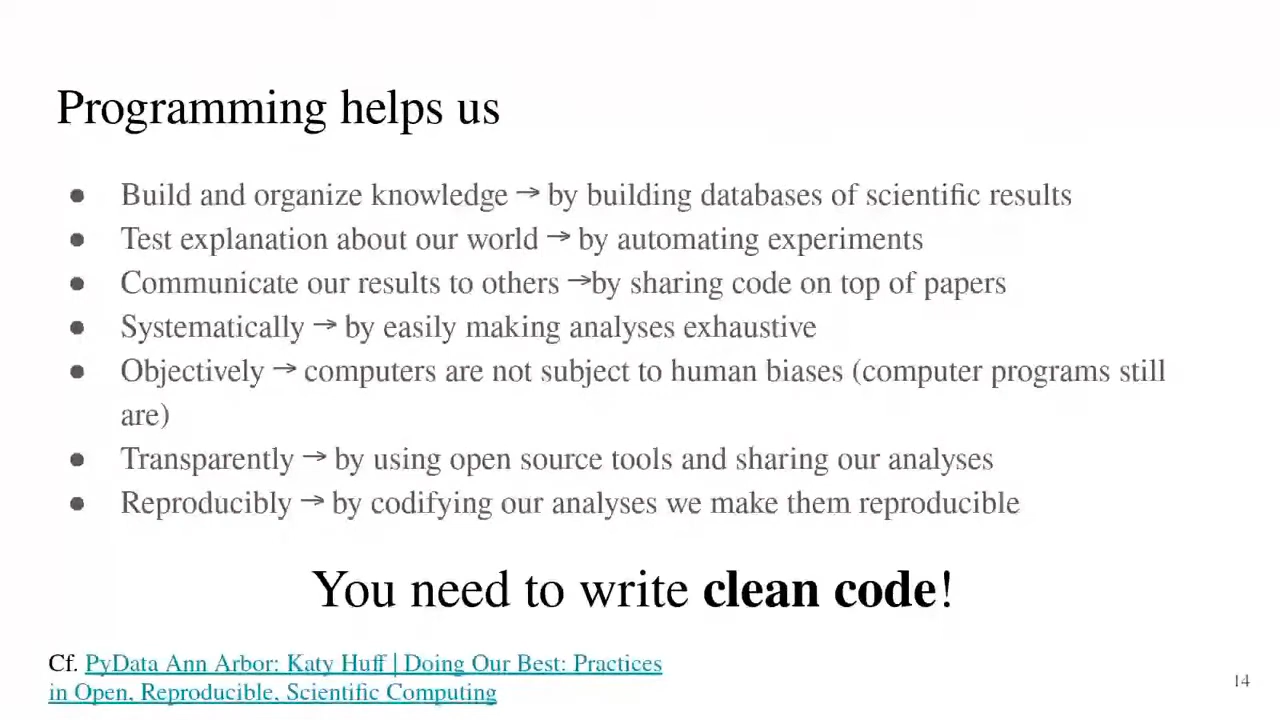 Programming helps us
● Build and organize knowledge → by building databases of scientific results
● Test explanation about our world → by automating experiments
● Communicate our results to others →by sharing code on top of papers
● Systematically → by easily making analyses exhaustive
● Objectively → computers are not subject to human biases (computer programs still
are)
● Transparently → by using open source tools and sharing our analyses
● Reproducibly → by codifying our analyses we make them reproducible
You need to write clean code!
Cf. PyData Ann Arbor: Katy Huff | Doing Our Best: Practices
in Open, Reproducible, Scientific Computing
14